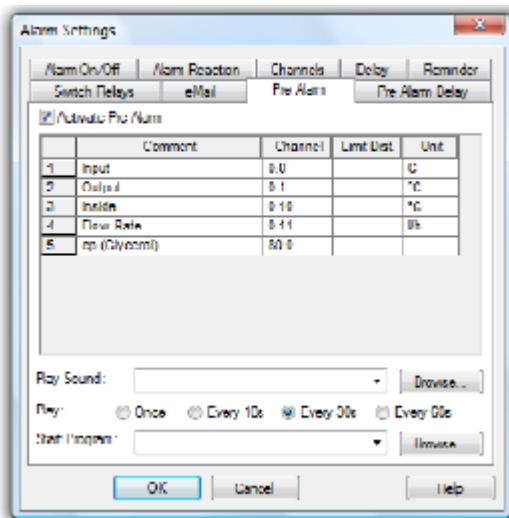 Alarm Settings
Alarm On/Off Alarm Reaction Channels Delay Reminder
Switch Relays eMail Pre Alarm Pre Alarm Delay
Activate Pre Alarm
Comment Channel Limit Dist. Unit
1 Input 0.0
2 Output 0.1 °C
3 Inside 0.10 °C
4 Flow Rate 0.11
5 cp (Glycerol) 80.0
Play Sound: Browse...
Play: Once Every 10s Every 30s Every 60s
Start Program: Browse...
OK Cancel Help